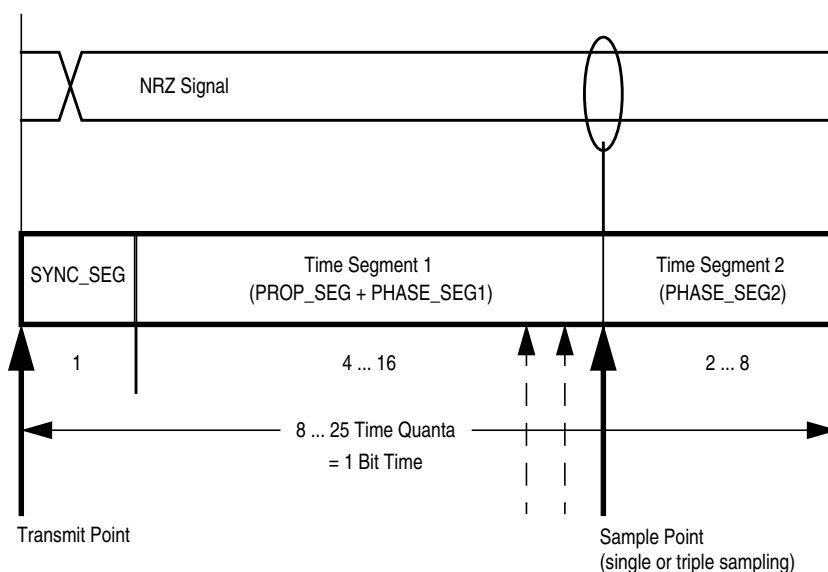 NRZ Signal
SYNC_SEG
Time Segment 1
(PROP_SEG + PHASE_SEG1)
Time Segment 2
(PHASE_SEG2)
1
4 ... 16
2 ... 8
8 ... 25 Time Quanta
= 1 Bit Time
Transmit Point
Sample Point
(single or triple sampling)